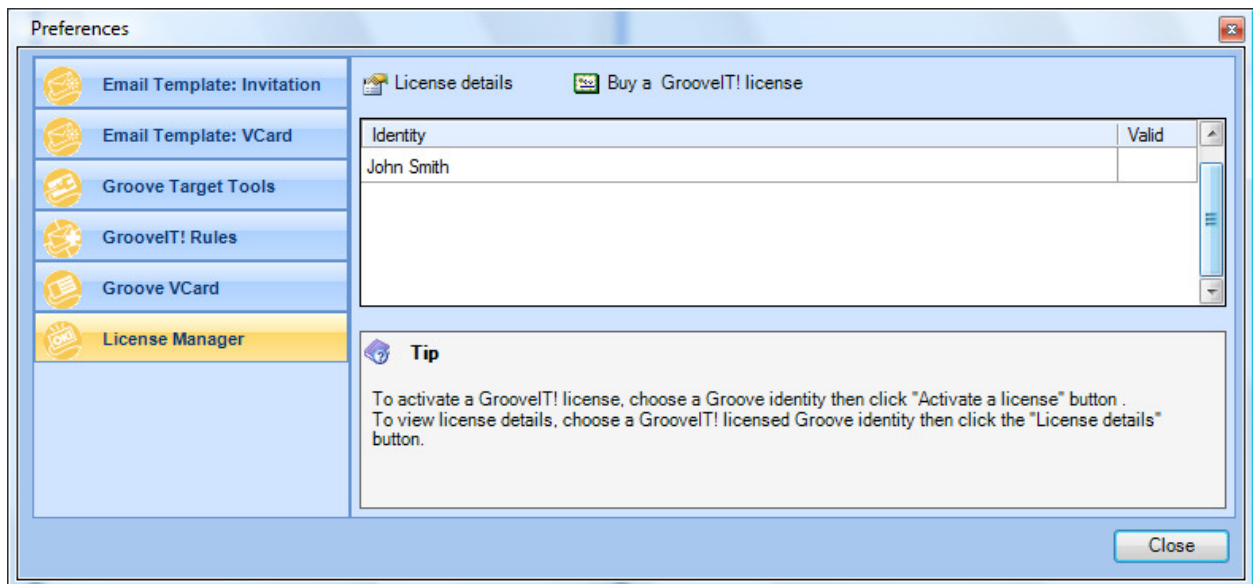 Preferences
Email Template: Invitation
Email Template: VCard
Groove Target Tools
GrooveIT! Rules
Groove VCard
License Manager
License details
Buy a GrooveIT! license
Identity Valid
John Smith
Tip
To activate a GrooveIT! license, choose a Groove identity then click "Activate a license" button .
To view license details, choose a GrooveIT! licensed Groove identity then click the "License details"
button.
Close